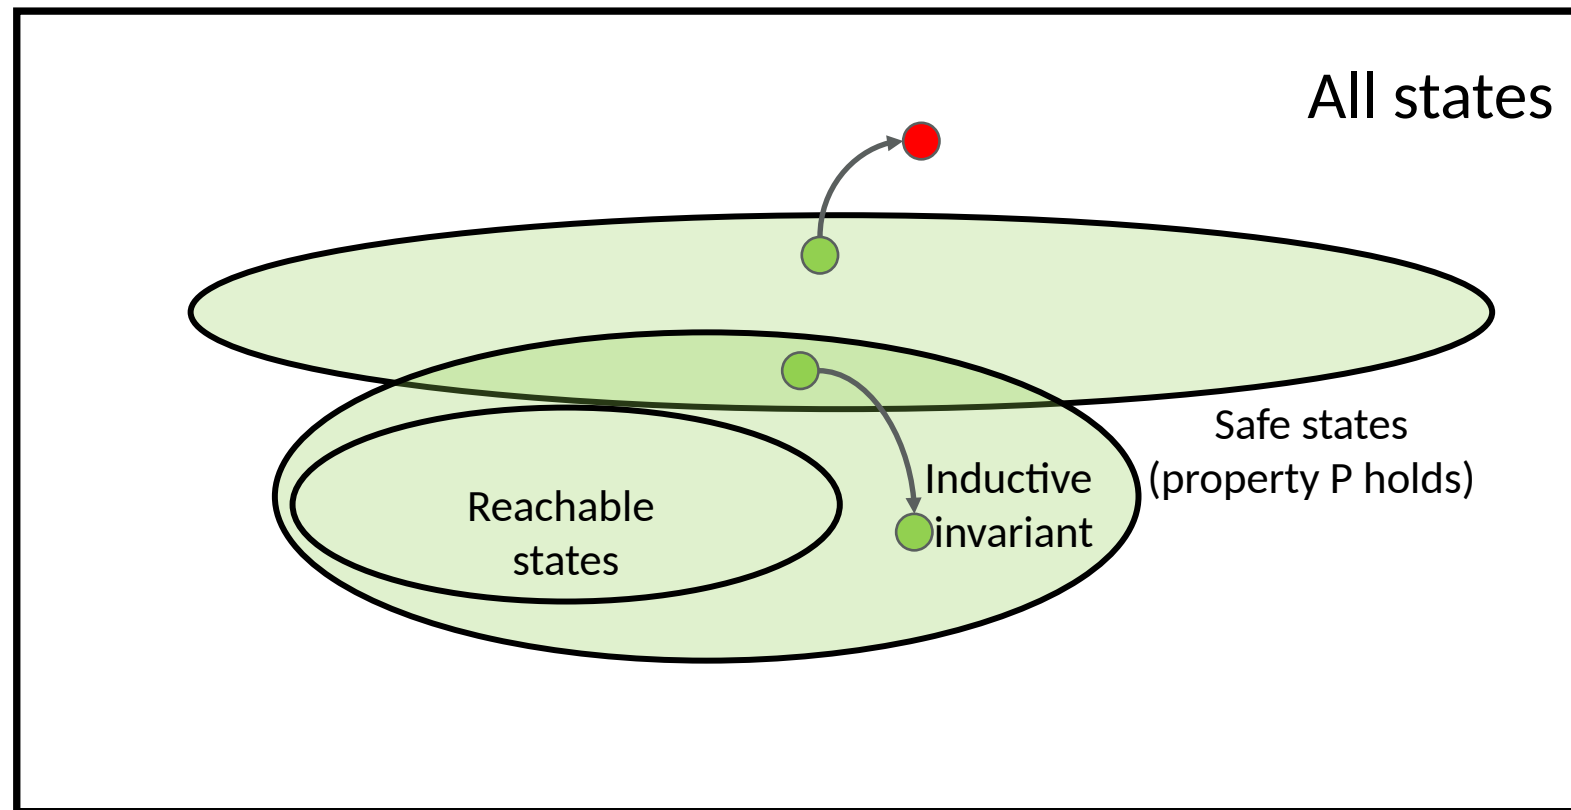 All states
Safe states
(property P holds)
Inductive
invariant
Reachable
states